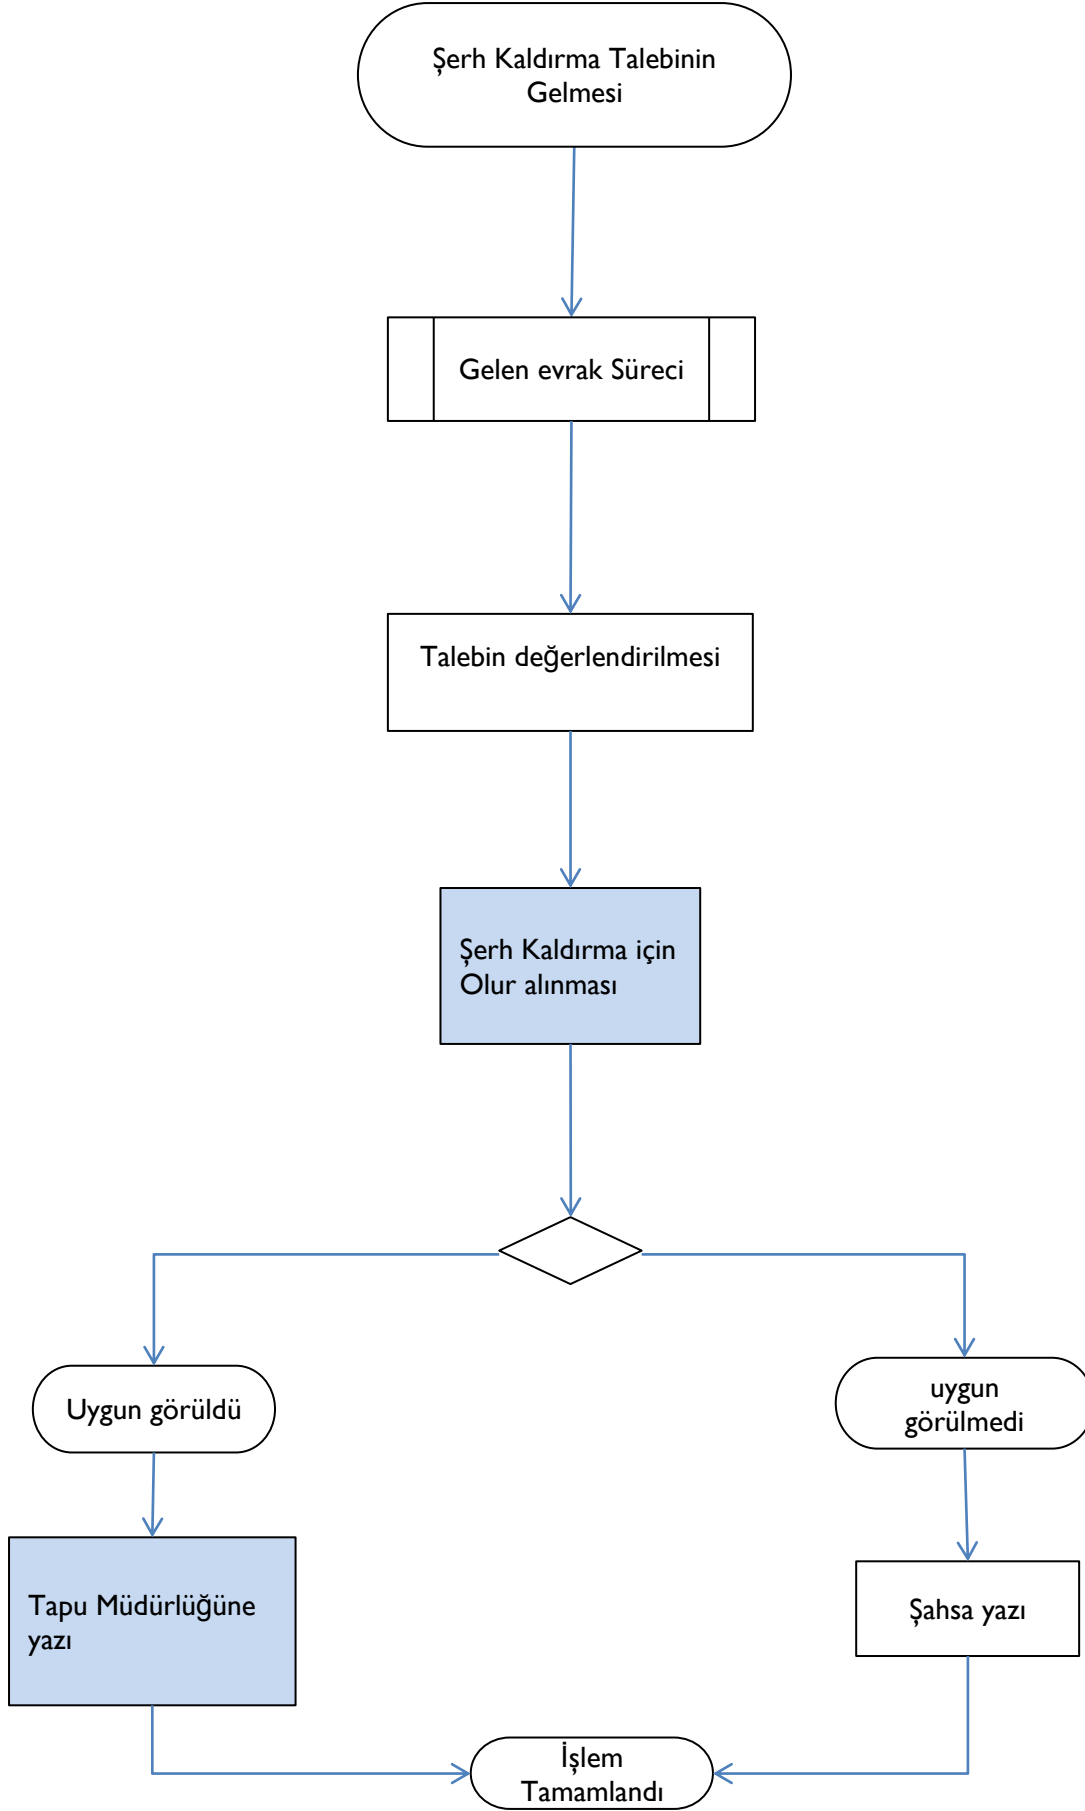 Şerh Kaldırma Talebinin
Gelmesi
Gelen evrak Süreci
Talebin değerlendirilmesi
Şerh Kaldırma için
Olur alınması
Uygun görüldü
uygun
görülmedi
Tapu Müdürlüğüne
yazı
Şahsa yazı
İşlem
Tamamlandı